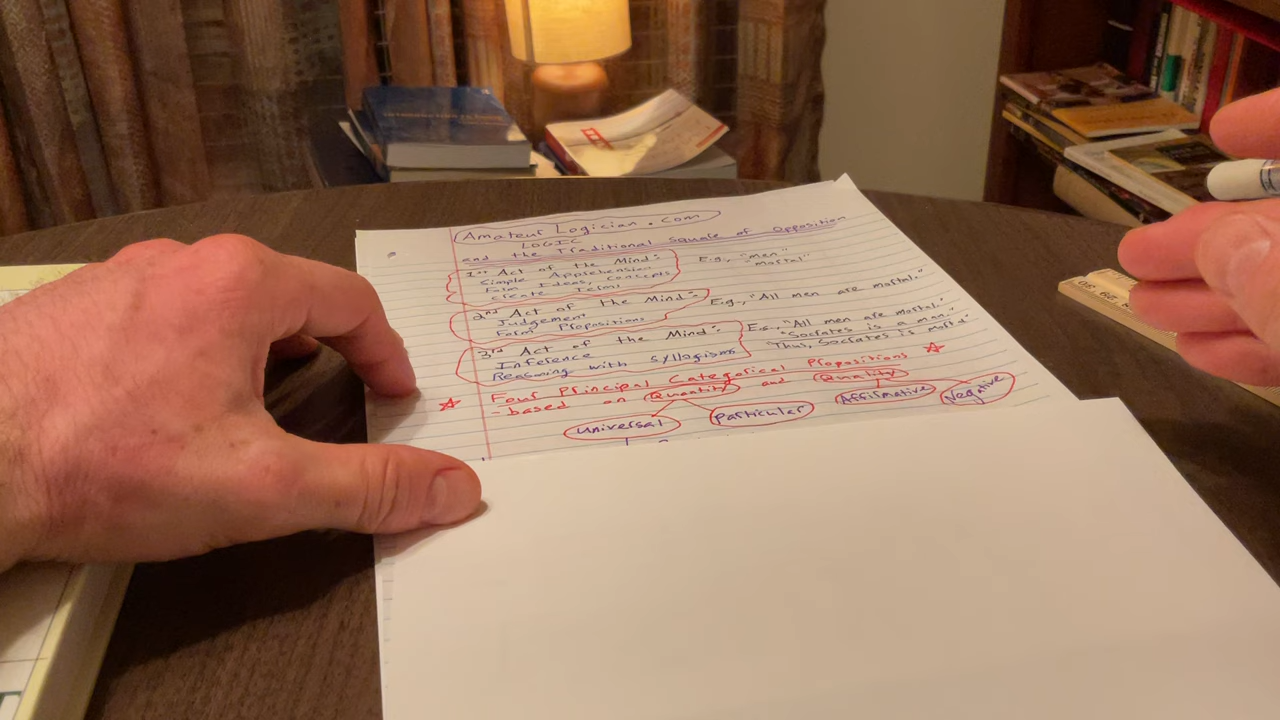 AmateurLogician.com
LOGIC
and the Traditional Square of Opposition
1st Act of the Mind:
Simple Apprehension
Form Ideas, Concepts
Create Terms
E.g., "men"
"mortal"
2nd Act of the Mind:
Judgement
Forms Propositions
E.g., "All men are mortal."
3rd Act of the Mind:
Inference
Reasoning with Syllogisms
E.g., "All men are mortal."
"Socrates is a man."
Thus, Socrates is mortal."
Four Principal Categorical Propositions
- based on Quantity and Quality
Universal Particular Affirmative Negative